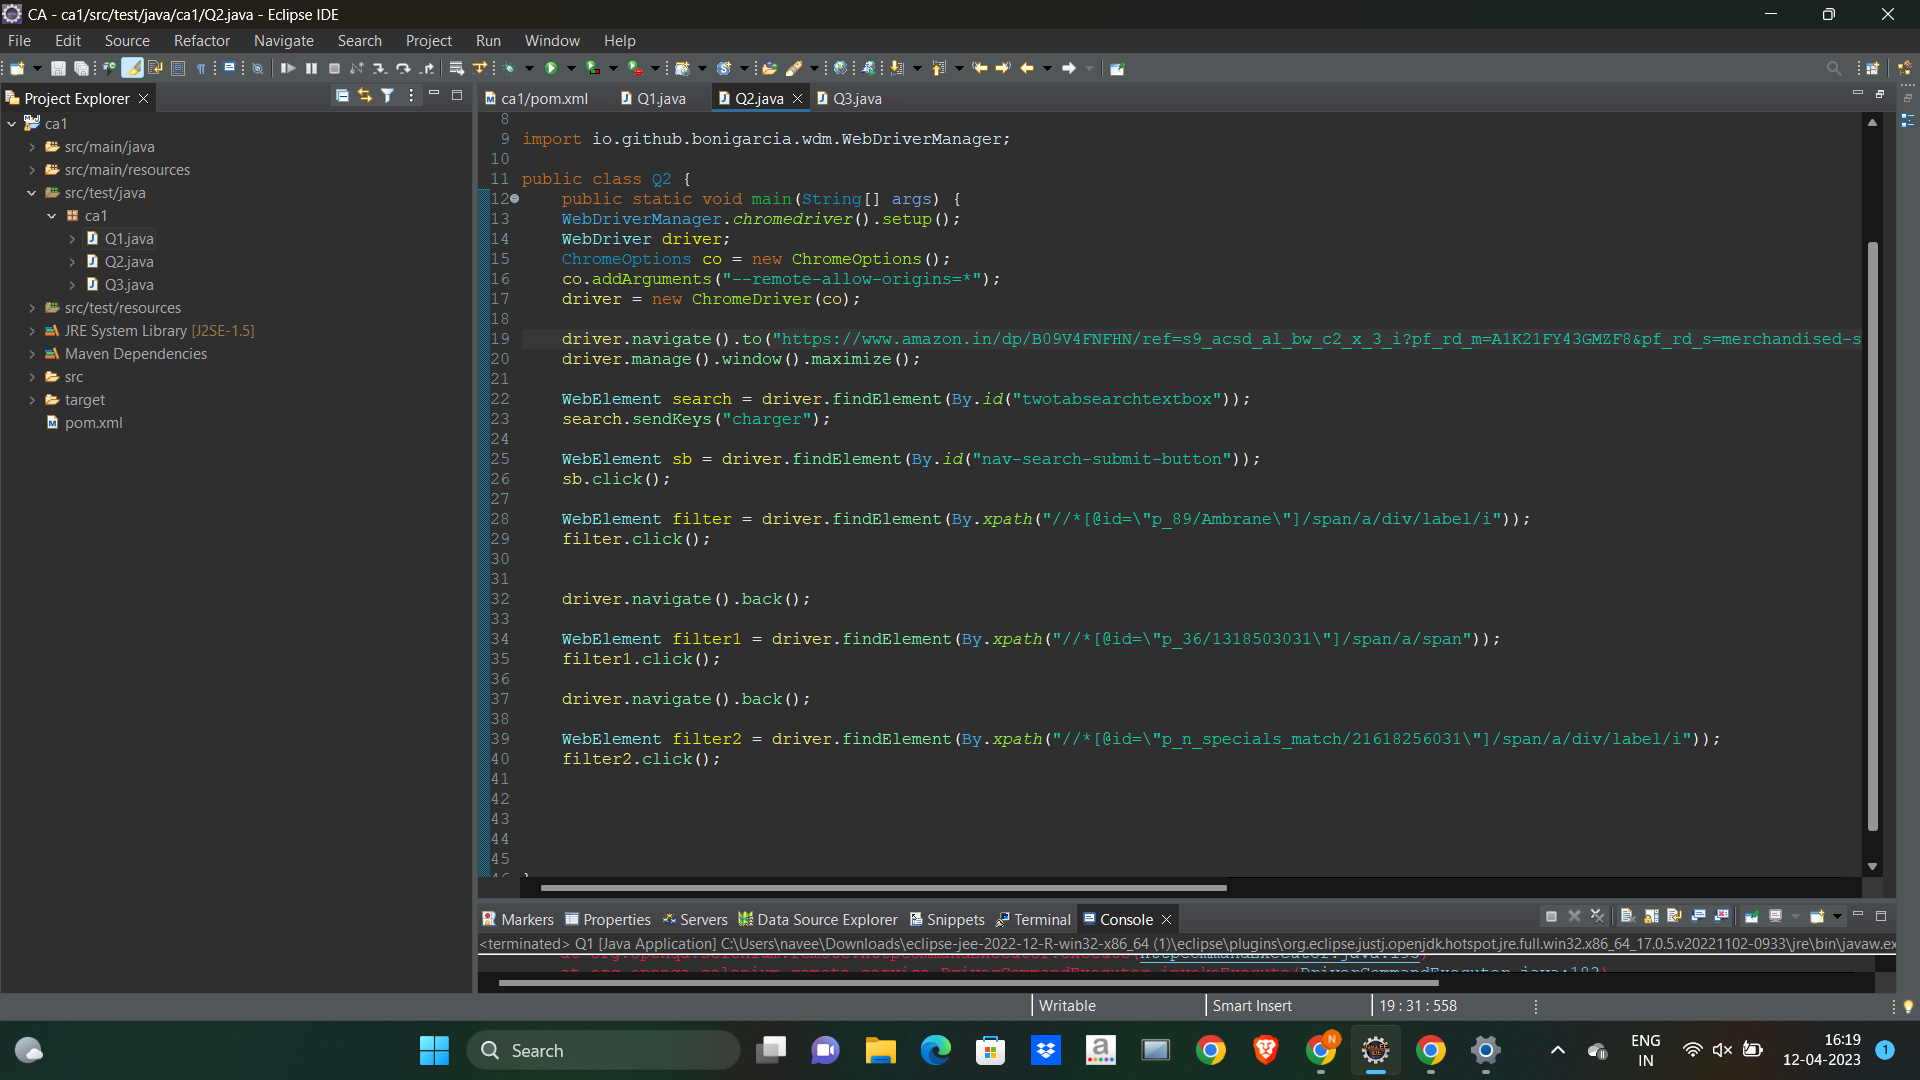 CA - ca1/src/test/java/ca1/Q2.java - Eclipse IDE
File Edit Source Refactor Navigate Search Project Run Window Help
Project Explorer
ca1
src/main/java
src/main/resources
src/test/java
ca1
Q1.java
Q2.java
Q3.java
src/test/resources
JRE System Library [J2SE-1.5]
Maven Dependencies
src
target
pom.xml
ca1/pom.xml Q1.java Q2.java Q3.java
8
9 import io.github.bonigarcia.wdm.WebDriverManager;
10
11 public class Q2 {
12 public static void main(String[] args) {
13 WebDriverManager.chromedriver().setup();
14 WebDriver driver;
15 ChromeOptions co = new ChromeOptions();
16 co.addArguments("--remote-allow-origins=*");
17 driver = new ChromeDriver(co);
18
19 driver.navigate().to("https://www.amazon.in/dp/B09V4FNFHN/ref=s9_acsd_al_bw_c2_x_3_i?pf_rd_m=A1K21FY43GMZF8&pf_rd_s=merchandised-s
20 driver.manage().window().maximize();
21
22 WebElement search = driver.findElement(By.id("twotabsearchtextbox"));
23 search.sendKeys("charger");
24
25 WebElement sb = driver.findElement(By.id("nav-search-submit-button"));
26 sb.click();
27
28 WebElement filter = driver.findElement(By.xpath("//*[@id=\"p_89/Ambrane\"]/span/a/div/label/i"));
29 filter.click();
30
31
32 driver.navigate().back();
33
34 WebElement filter1 = driver.findElement(By.xpath("//*[@id=\"p_36/1318503031\"]/span/a/span"));
35 filter1.click();
36
37 driver.navigate().back();
38
39 WebElement filter2 = driver.findElement(By.xpath("//*[@id=\"p_n_specials_match/21618256031\"]/span/a/div/label/i"));
40 filter2.click();
41
42
43
44
45
Markers Properties Servers Data Source Explorer Snippets Terminal Console
<terminated> Q1 [Java Application] C:\Users\navee\Downloads\eclipse-jee-2022-12-R-win32-x86_64 (1)\eclipse\plugins\org.eclipse.justj.openjdk.hotspot.jre.full.win32.x86_64_17.0.5.v20221102-0933\jre\bin\javaw.ex
Writable Smart Insert 19 : 31 : 558
Search
ENG
IN
16:19
12-04-2023
1